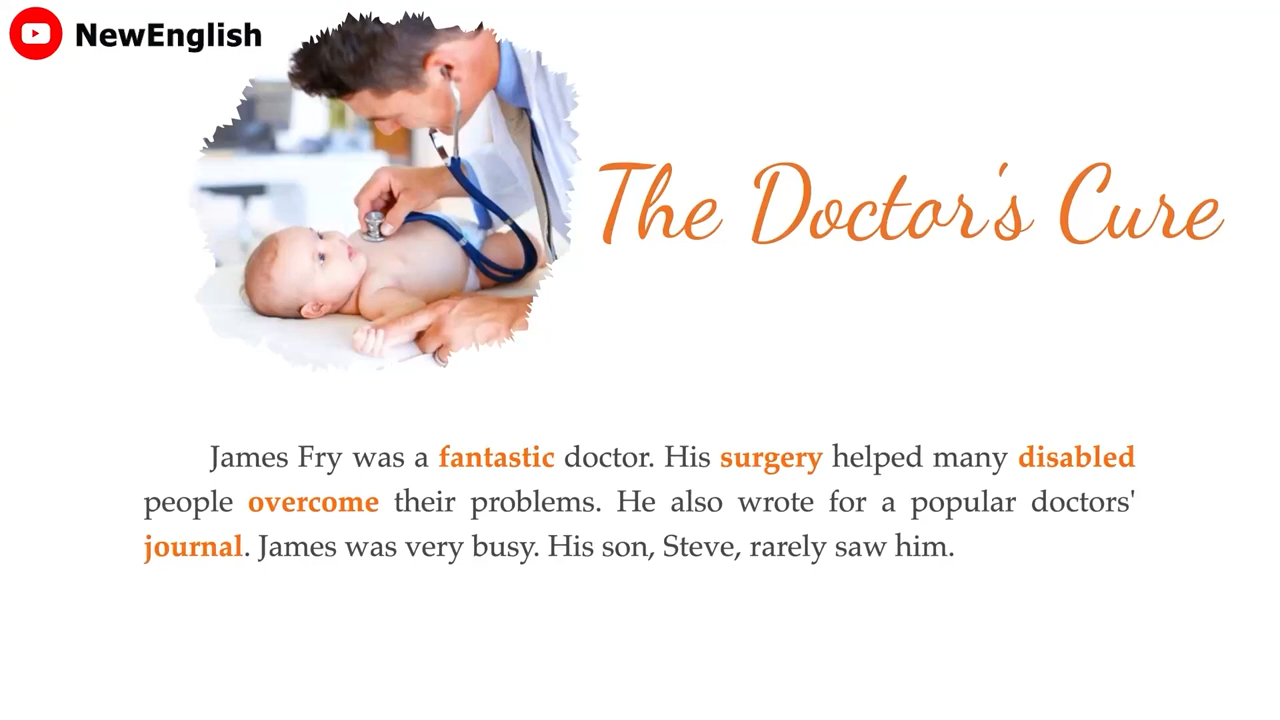 NewEnglish
The Doctor's Cure
James Fry was a fantastic doctor. His surgery helped many disabled
people overcome their problems. He also wrote for a popular doctors'
journal. James was very busy. His son, Steve, rarely saw him.